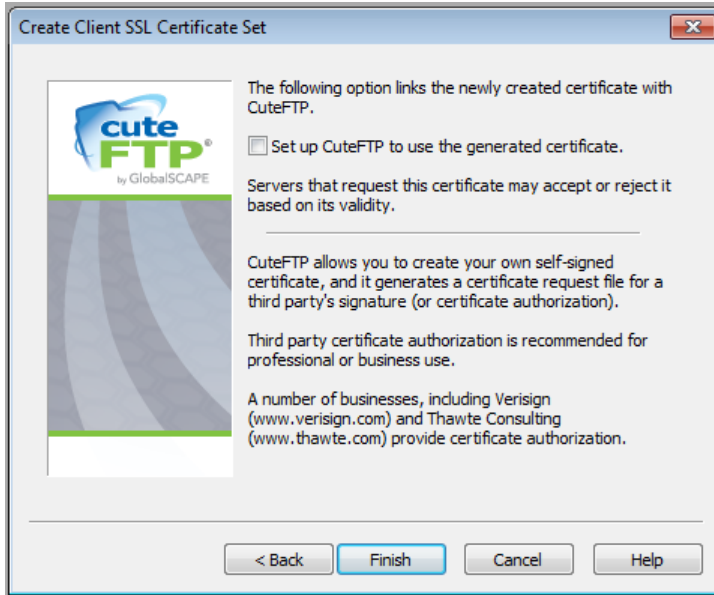 Create Client SSL Certificate Set
cute
FTP®
by GlobalSCAPE
The following option links the newly created certificate with
CuteFTP.
Set up CuteFTP to use the generated certificate.
Servers that request this certificate may accept or reject it
based on its validity.
CuteFTP allows you to create your own self-signed
certificate, and it generates a certificate request file for a
third party's signature (or certificate authorization).
Third party certificate authorization is recommended for
professional or business use.
A number of businesses, including Verisign
(www.verisign.com) and Thawte Consulting
(www.thawte.com) provide certificate authorization.
< Back
Finish
Cancel
Help